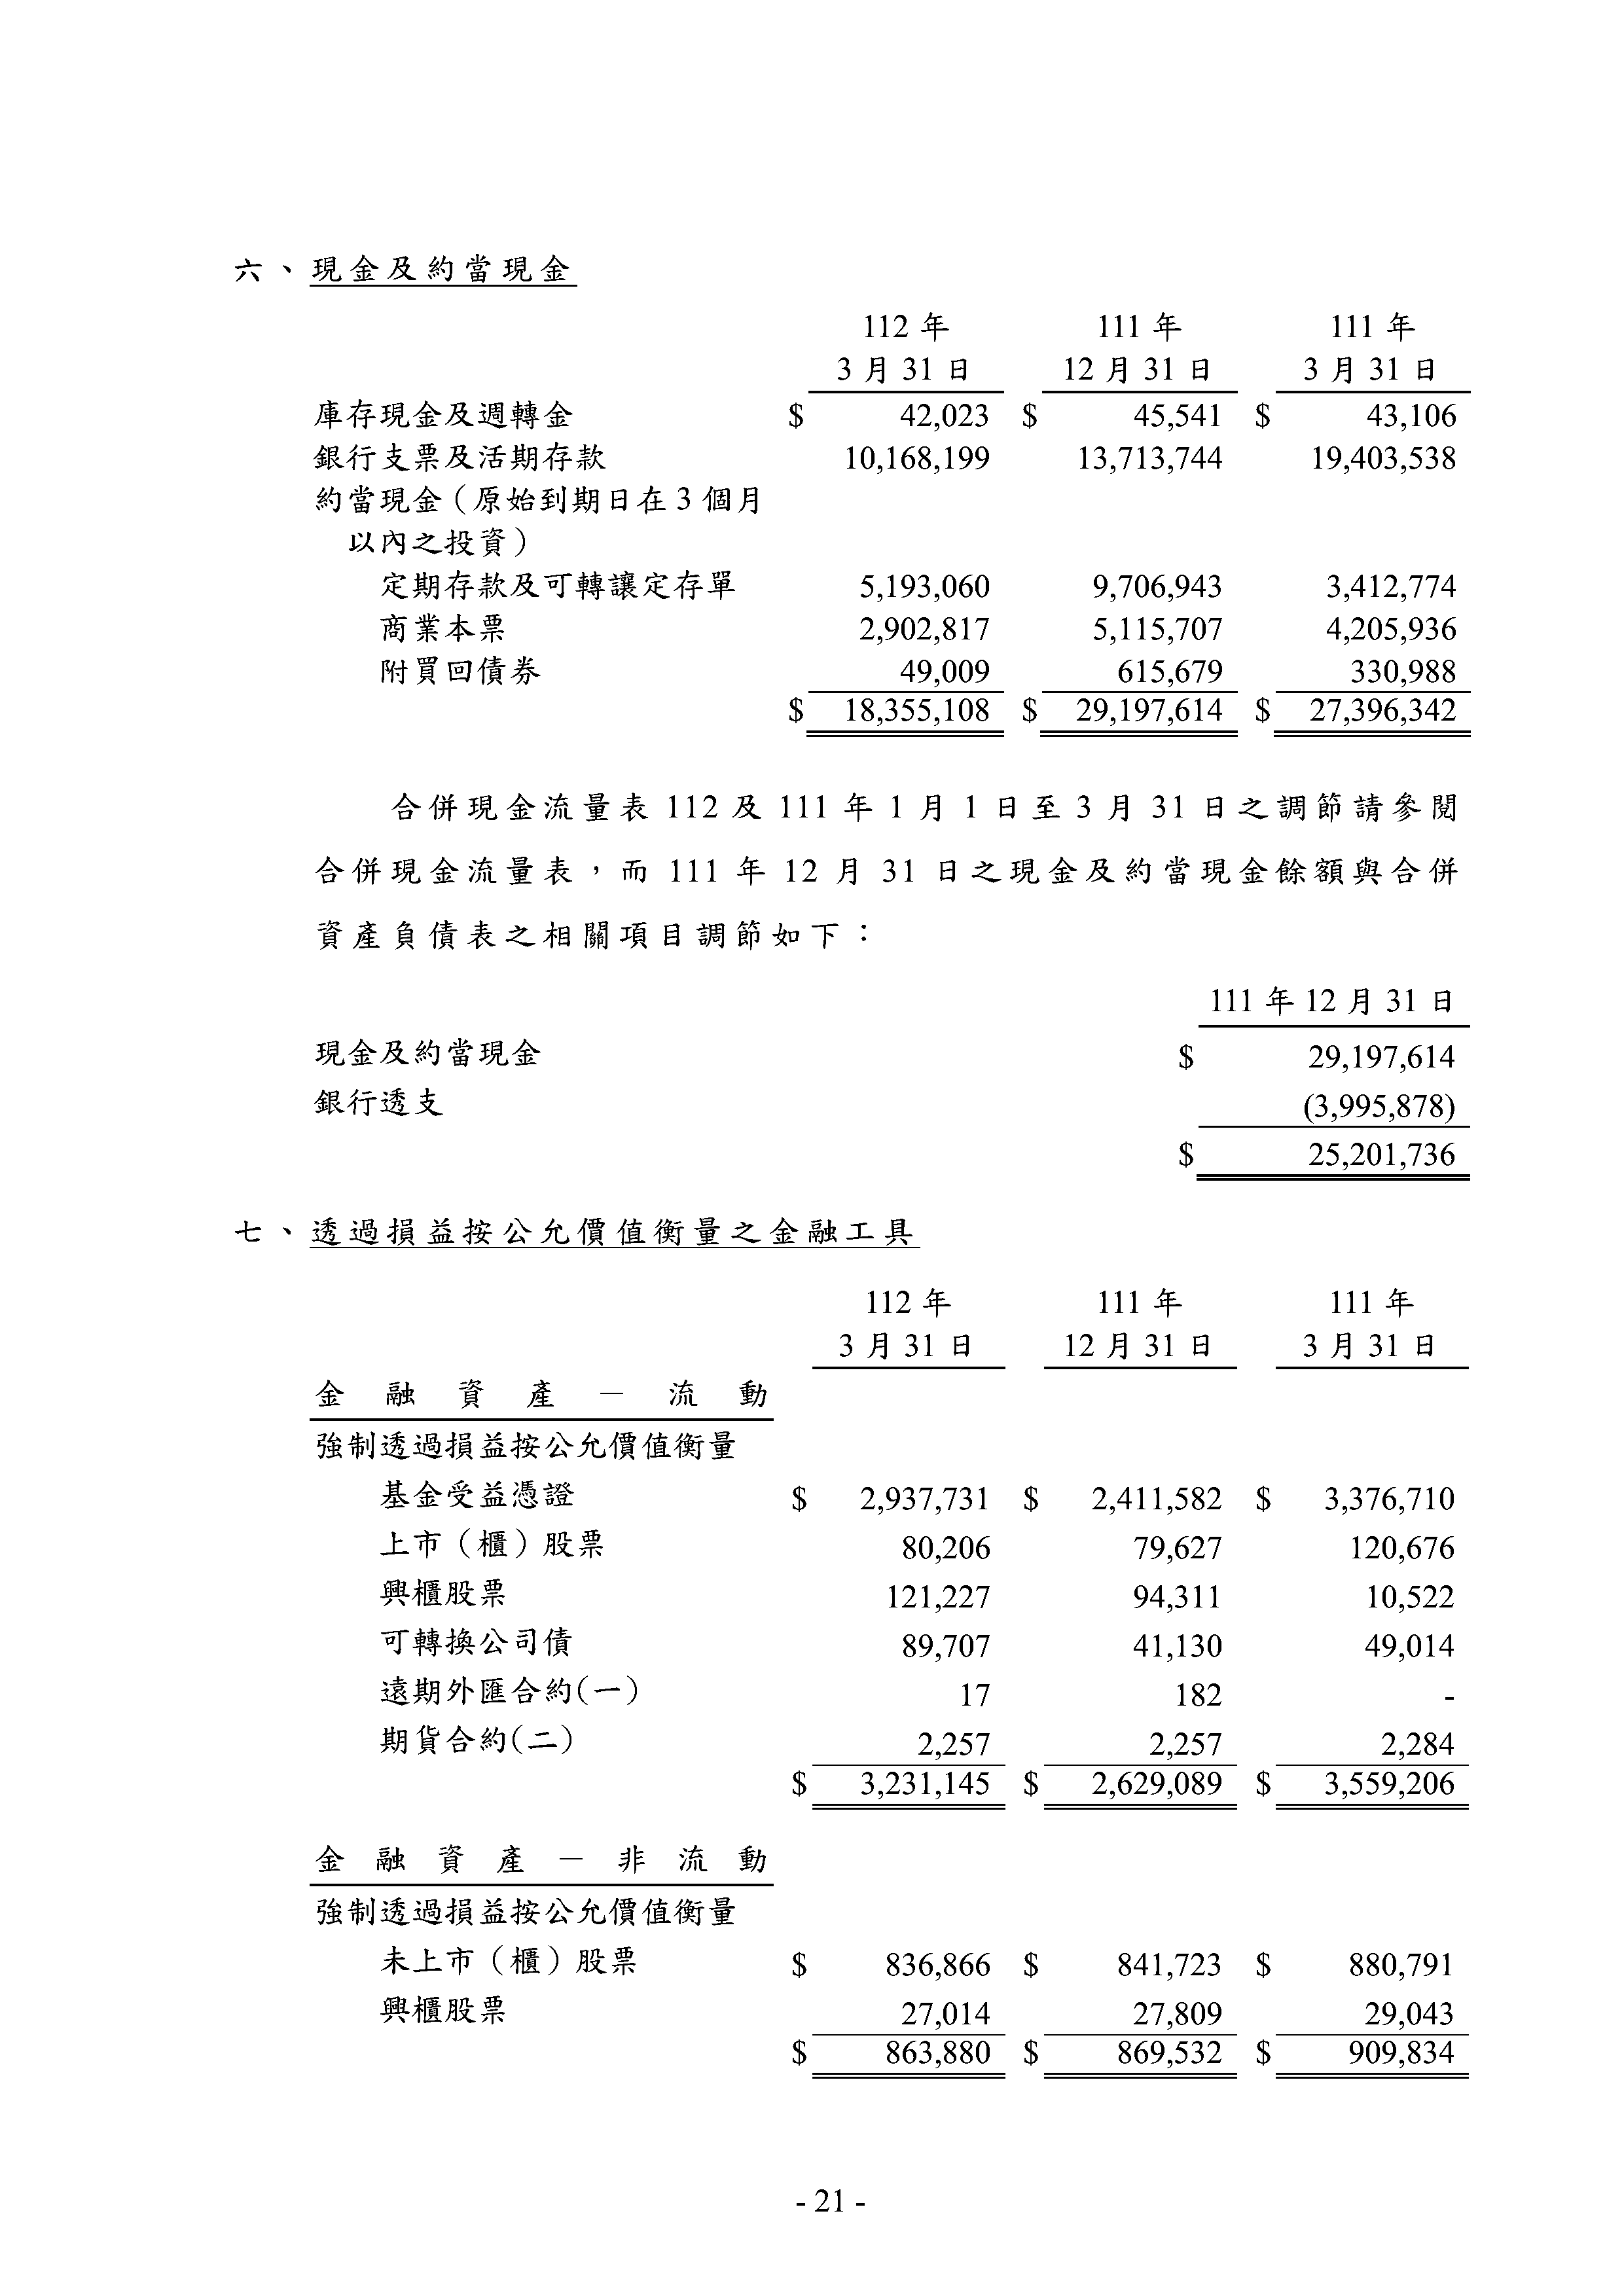 六、現金及約當現金
112 年 111 年 111 年
3 月 31 日 12 月 31 日 3 月 31 日
庫存現金及週轉金 $ 42,023 $ 45,541 $ 43,106
銀行支票及活期存款 10,168,199 13,713,744 19,403,538
約當現金（原始到期日在 3 個月
以內之投資）
定期存款及可轉讓定存單 5,193,060 9,706,943 3,412,774
商業本票 2,902,817 5,115,707 4,205,936
附買回債券 49,009 615,679 330,988
$ 18,355,108 $ 29,197,614 $ 27,396,342
合併現金流量表 112 及 111 年 1 月 1 日至 3 月 31 日之調節請參閱
合併現金流量表，而 111 年 12 月 31 日之現金及約當現金餘額與合併
資產負債表之相關項目調節如下：
111 年 12 月 31 日
現金及約當現金 $ 29,197,614
銀行透支 (3,995,878)
$ 25,201,736
七、透過損益按公允價值衡量之金融工具
112 年 111 年 111 年
3 月 31 日 12 月 31 日 3 月 31 日
金融資產－流動
強制透過損益按公允價值衡量
基金受益憑證 $ 2,937,731 $ 2,411,582 $ 3,376,710
上市（櫃）股票 80,206 79,627 120,676
興櫃股票 121,227 94,311 10,522
可轉換公司債 89,707 41,130 49,014
遠期外匯合約(一) 17 182 -
期貨合約(二) 2,257 2,257 2,284
$ 3,231,145 $ 2,629,089 $ 3,559,206
金融資產－非流動
強制透過損益按公允價值衡量
未上市（櫃）股票 $ 836,866 $ 841,723 $ 880,791
興櫃股票 27,014 27,809 29,043
$ 863,880 $ 869,532 $ 909,834
- 21 -